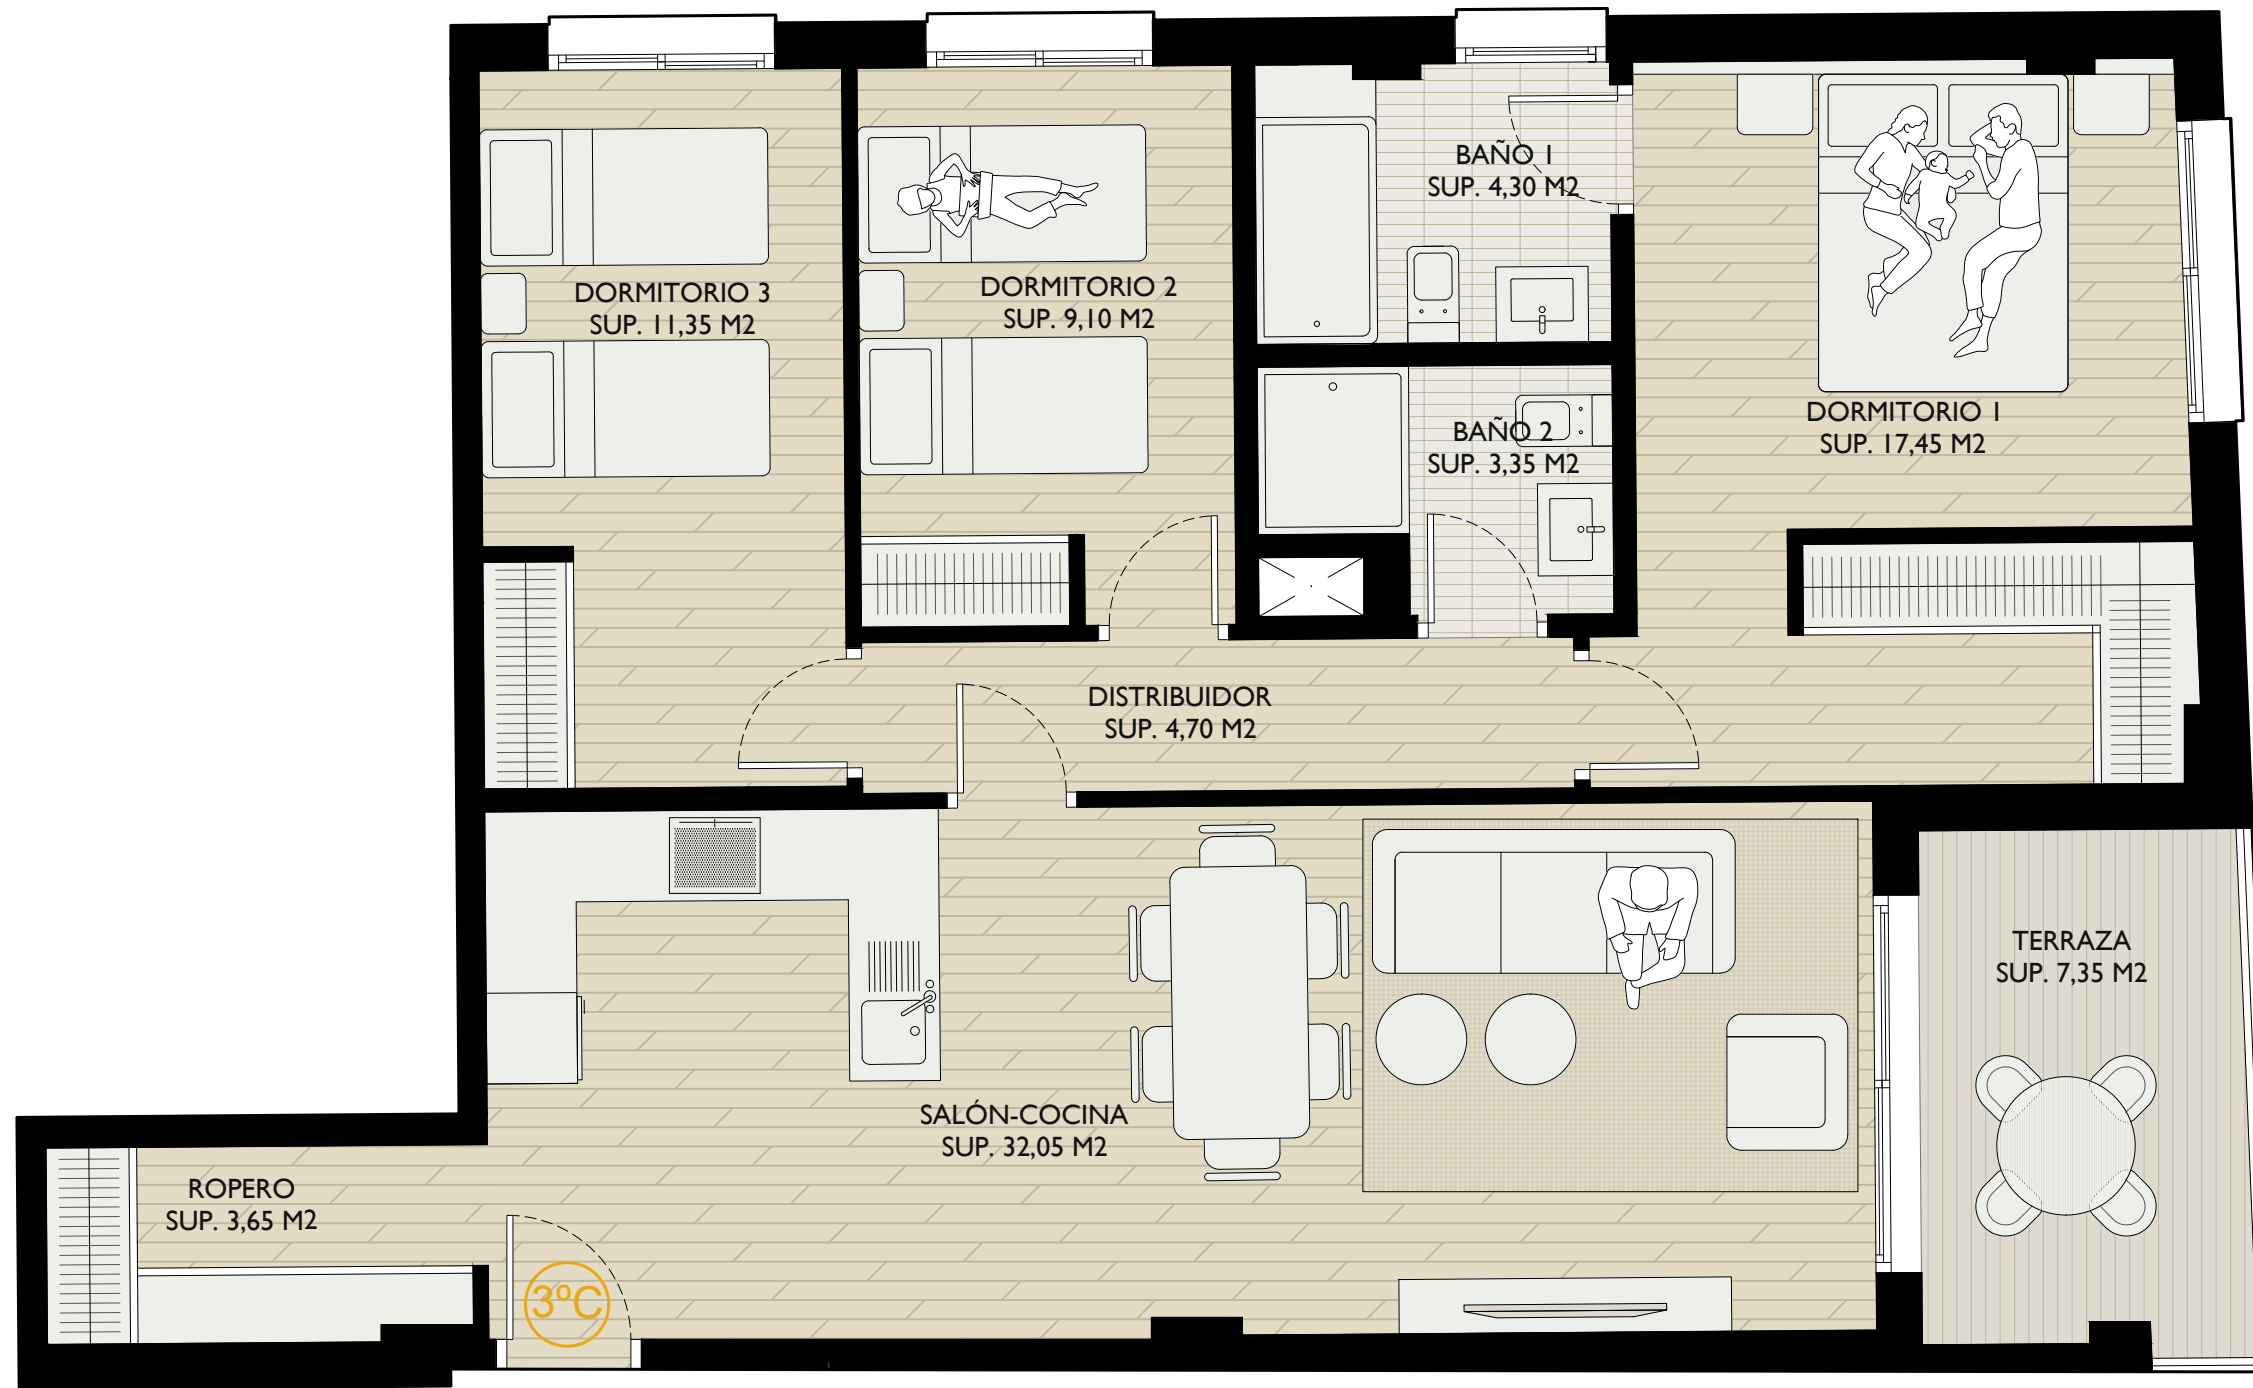 BAÑO 1
SUP. 4,30 M2
DORMITORIO 3
SUP. 11,35 M2
DORMITORIO 2
SUP. 9,10 M2
BAÑO 2
SUP. 3,35 M2
DORMITORIO 1
SUP. 17,45 M2
DISTRIBUIDOR
SUP. 4,70 M2
TERRAZA
SUP. 7,35 M2
SALÓN-COCINA
SUP. 32,05 M2
ROPERO
SUP. 3,65 M2
3ºC